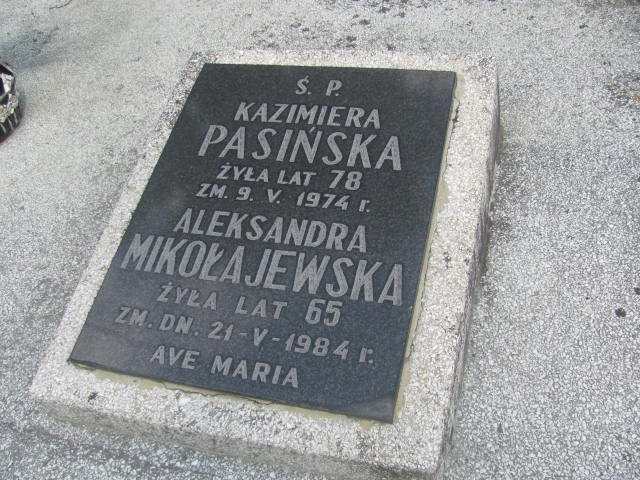 Ś. P.
KAZIMIERA
PASIŃSKA
ŻYŁA LAT 78
ZM. 9. V. 1974 r.
ALEKSANDRA
MIKOŁAJEWSKA
ŻYŁA LAT 65
ZM. DN. 21-V-1984 r.
AVE MARIA